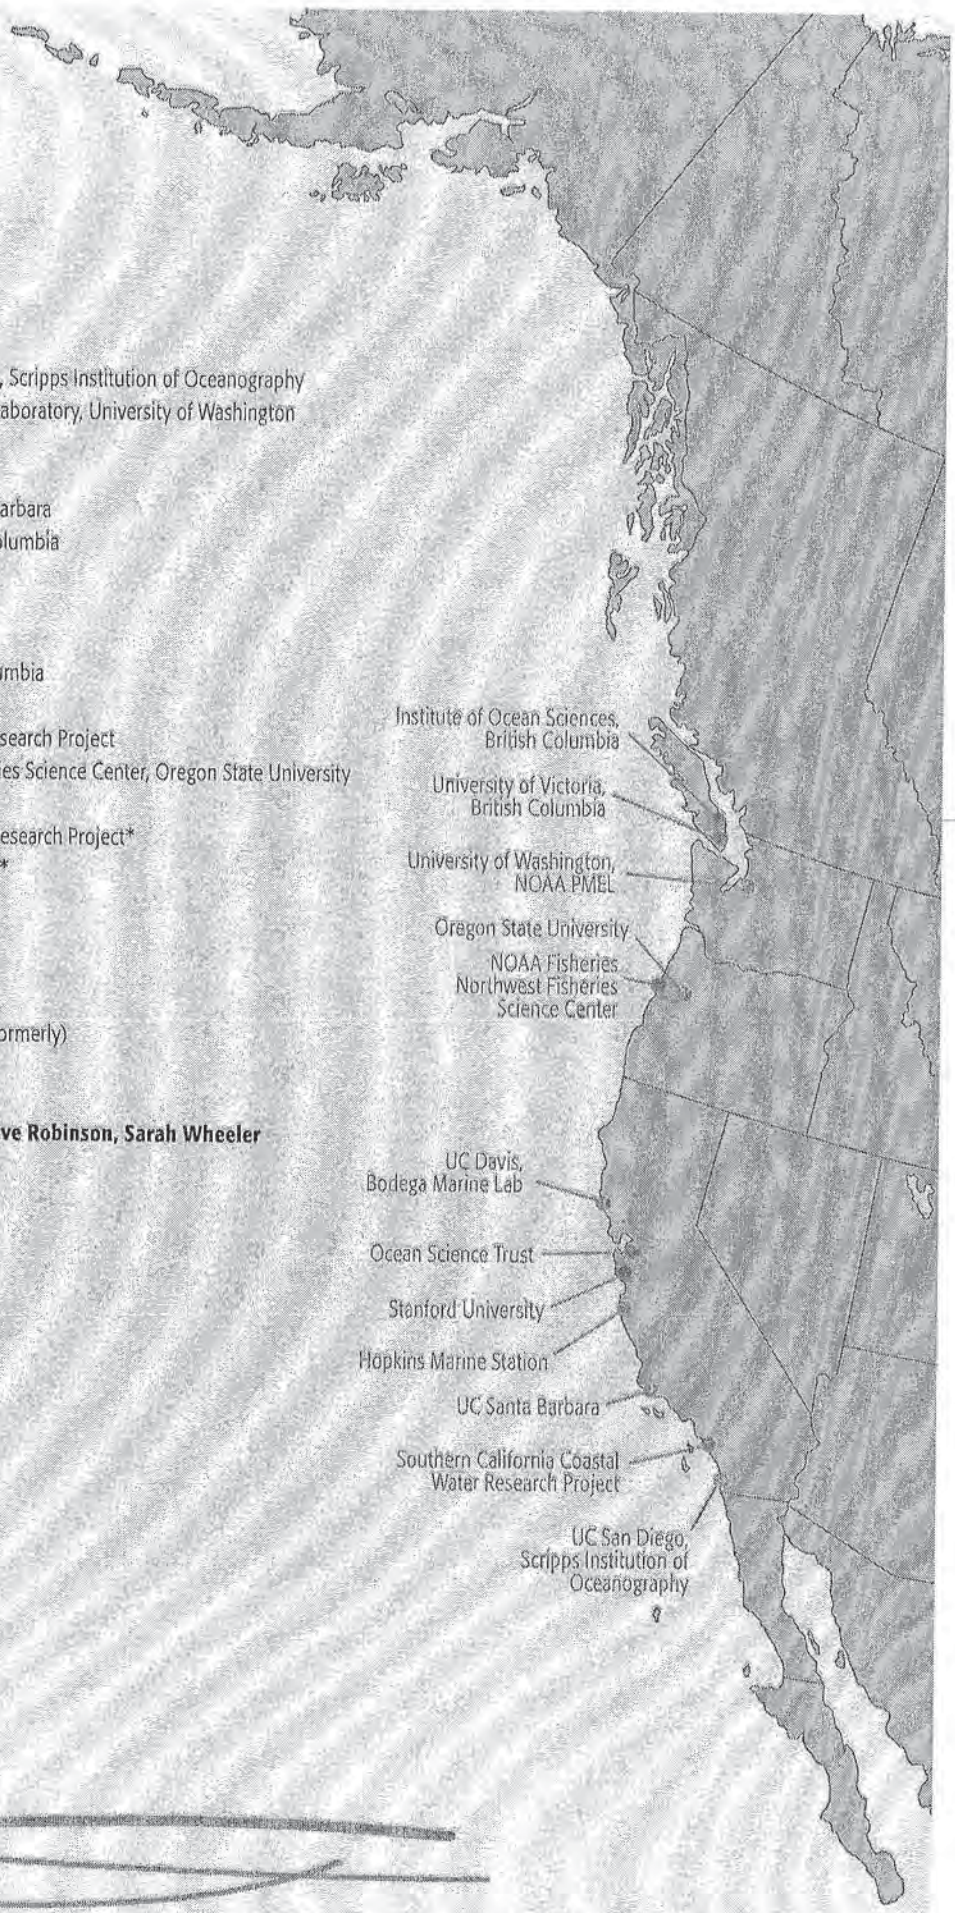 , Scripps Institution of Oceanography
aboratory, University of Washington
arbara
olumbia
umbia
search Project
es Science Center, Oregon State University
esearch Project*
*
ormerly)
ve Robinson, Sarah Wheeler
Institute of Ocean Sciences,
British Columbia
University of Victoria,
British Columbia
University of Washington,
NOAA PMEL
Oregon State University
NOAA Fisheries
Northwest Fisheries
Science Center
UC Davis,
Bodega Marine Lab
Ocean Science Trust
Stanford University
Hopkins Marine Station
UC Santa Barbara
Southern California Coastal
Water Research Project
UC San Diego,
Scripps Institution of
Oceanography